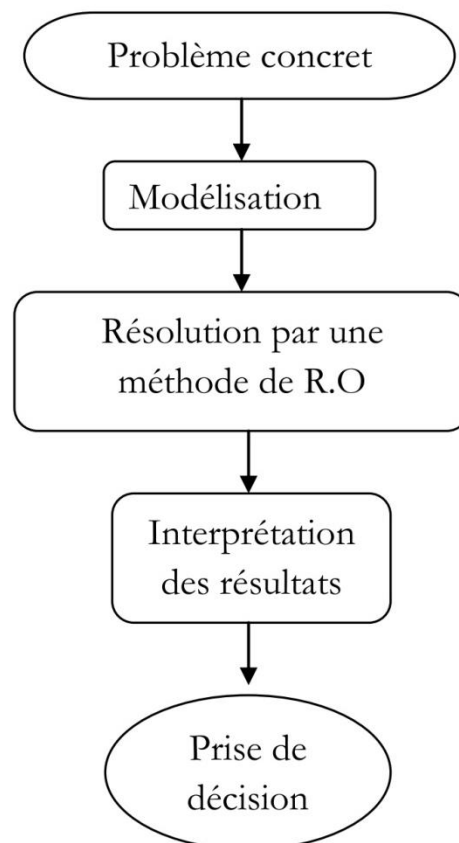 Problème concret
Modélisation
Résolution par une
méthode de R.O
Interprétation
des résultats
Prise de
décision